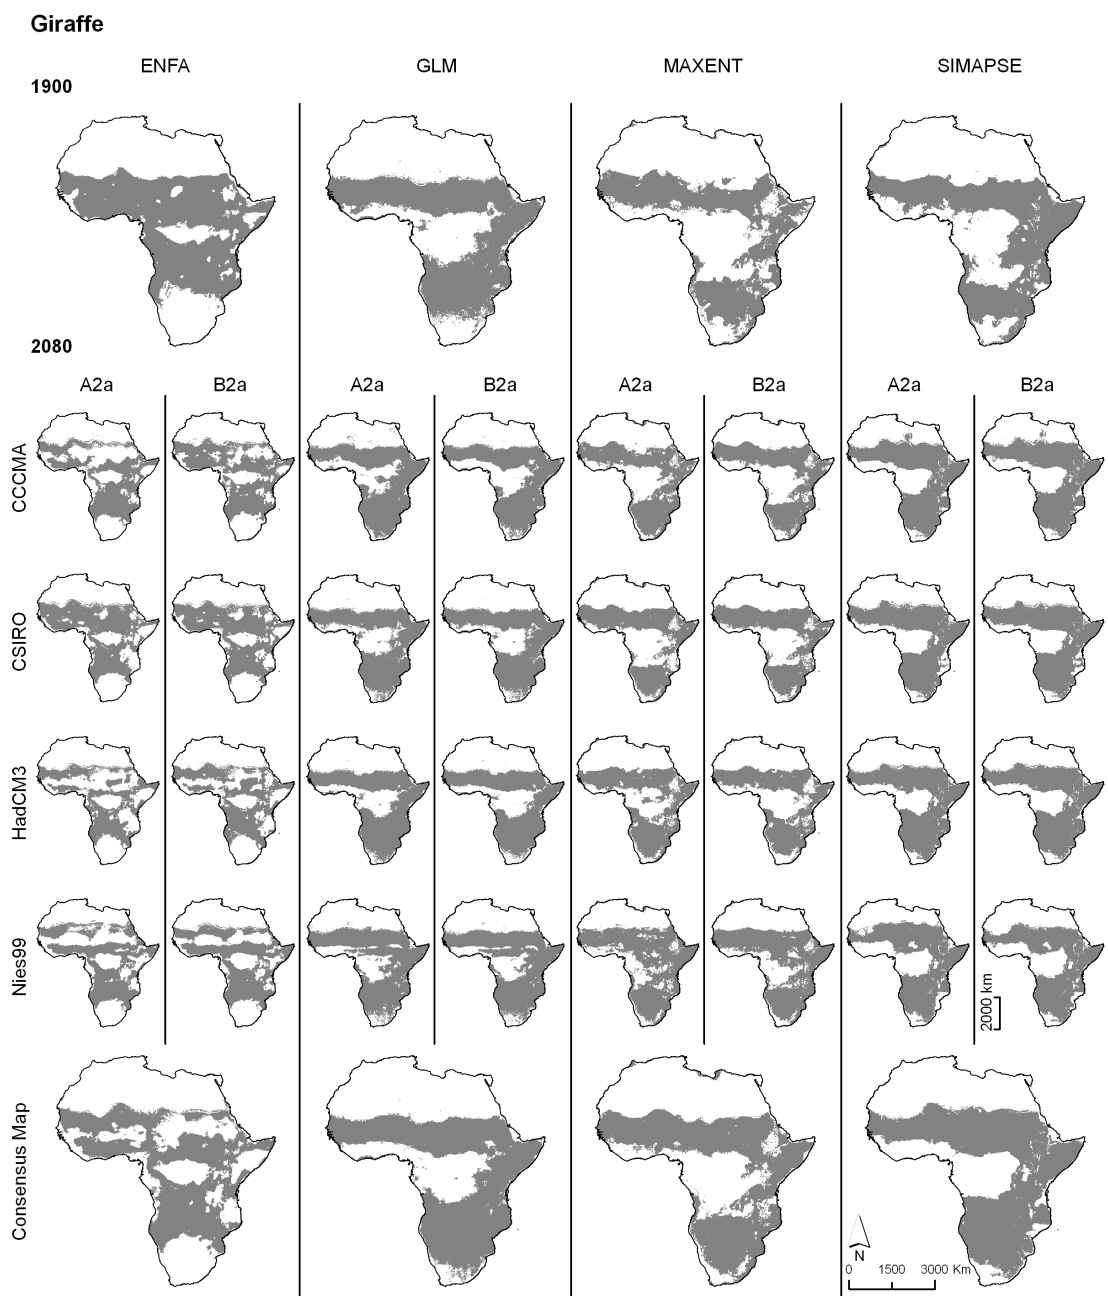 Giraffe
ENFA GLM MAXENT SIMAPSE
1900
2080
A2a B2a A2a B2a A2a B2a A2a B2a
CCCMA
CSIRO
HadCM3
Nies99
2000 km
Consensus Map
N
0 1500 3000 Km